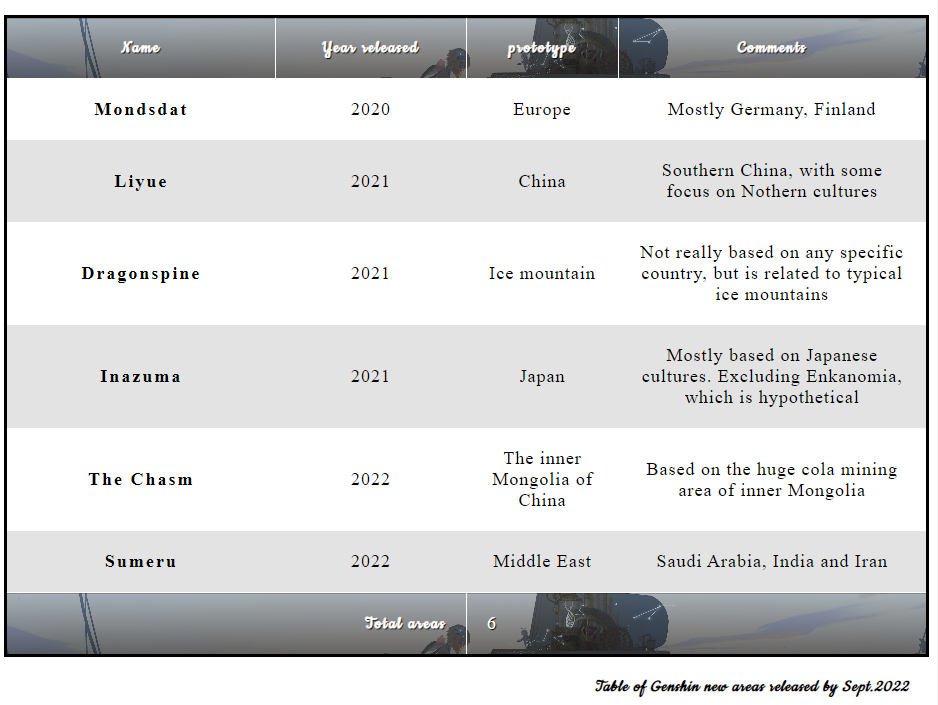 Name Year released prototype Comments
Mondsdat 2020 Europe Mostly Germany, Finland
Liyue 2021 China Southern China, with some
focus on Nothern cultures
Dragonspine 2021 Ice mountain Not really based on any specific
country, but is related to typical
ice mountains
Inazuma 2021 Japan Mostly based on Japanese
cultures. Excluding Enkanomia,
which is hypothetical
The Chasm 2022 The inner
Mongolia of
China
Based on the huge cola mining
area of inner Mongolia
Sumeru 2022 Middle East Saudi Arabia, India and Iran
Total areas 6
Table of Genshin new areas released by Sept.2022